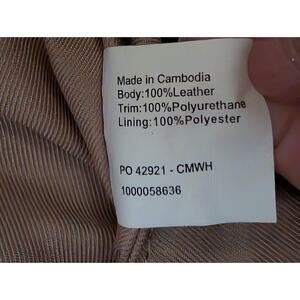 Made in Cambodia
Body:100%Leather
Trim:100%Polyurethane
Lining:100%Polyester
PO 42921 - CMWH
1000058636